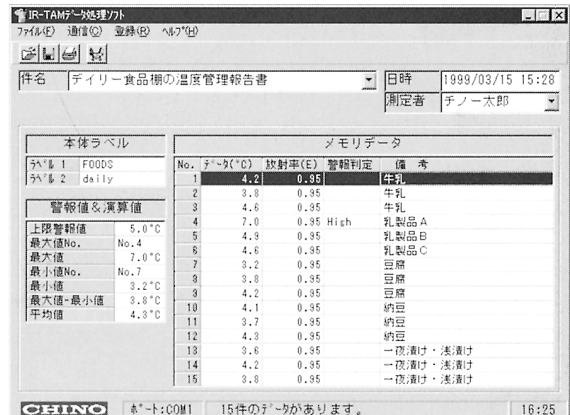 IR-TAMデータ処理ソフト
ファイル(F) 通信(C) 登録(R) ヘルプ(H)
件名 デイリー食品棚の温度管理報告書 日時 1999/03/15 15:28
測定者 チノー太郎
本体ラベル
ラベル 1 FOODS
ラベル 2 daily
警報値&演算値
上限警報値 5.0°C
最大値No. No.4
最大値 7.0°C
最小値No. No.7
最小値 3.2°C
最大値-最小値 3.8°C
平均値 4.3°C
メモリデータ
No. データ(°C) 放射率(E) 警報判定 備 考
1 4.2 0.95 牛乳
2 3.8 0.95 牛乳
3 4.6 0.95 牛乳
4 7.0 0.95 High 乳製品A
5 4.9 0.95 乳製品B
6 4.6 0.95 乳製品C
7 3.2 0.95 豆腐
8 3.8 0.95 豆腐
9 4.2 0.95 豆腐
10 4.1 0.95 納豆
11 3.7 0.95 納豆
12 4.3 0.95 納豆
13 3.6 0.95 一夜漬け・浅漬け
14 4.2 0.95 一夜漬け・浅漬け
15 3.8 0.95 一夜漬け・浅漬け
CHINO ポート:COM1 15件のデータがあります。 16:25